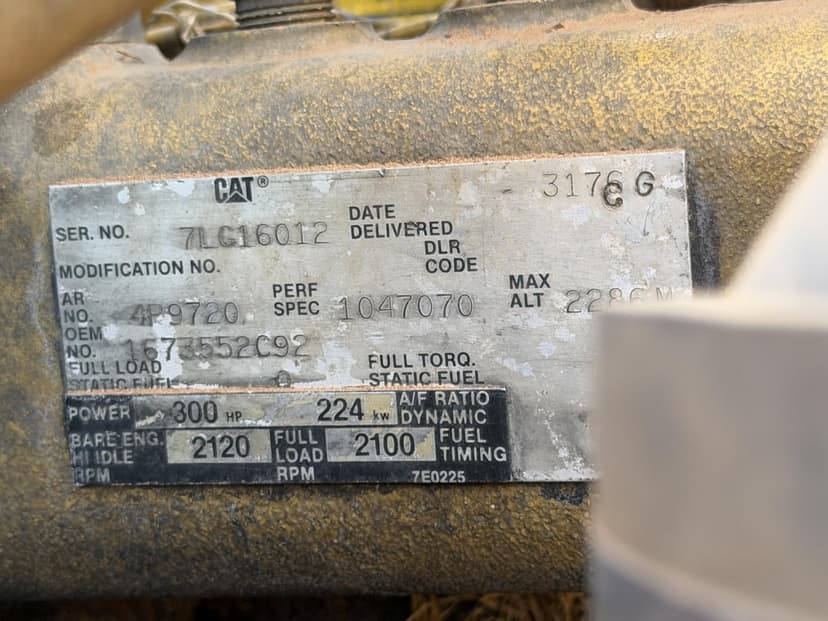 CAT®
3176 C G
SER. NO. 7LG16012 DATE DELIVERED
DLR CODE
MODIFICATION NO.
AR NO. 4P9720 PERF SPEC 1047070 MAX ALT 2286 M
OEM NO. 1673552C92
FULL LOAD STATIC FUEL FULL TORQ. STATIC FUEL
POWER 300 HP 224 kw A/F RATIO DYNAMIC
BARE ENG. HI IDLE RPM 2120 FULL LOAD RPM 2100 FUEL TIMING
7E0225